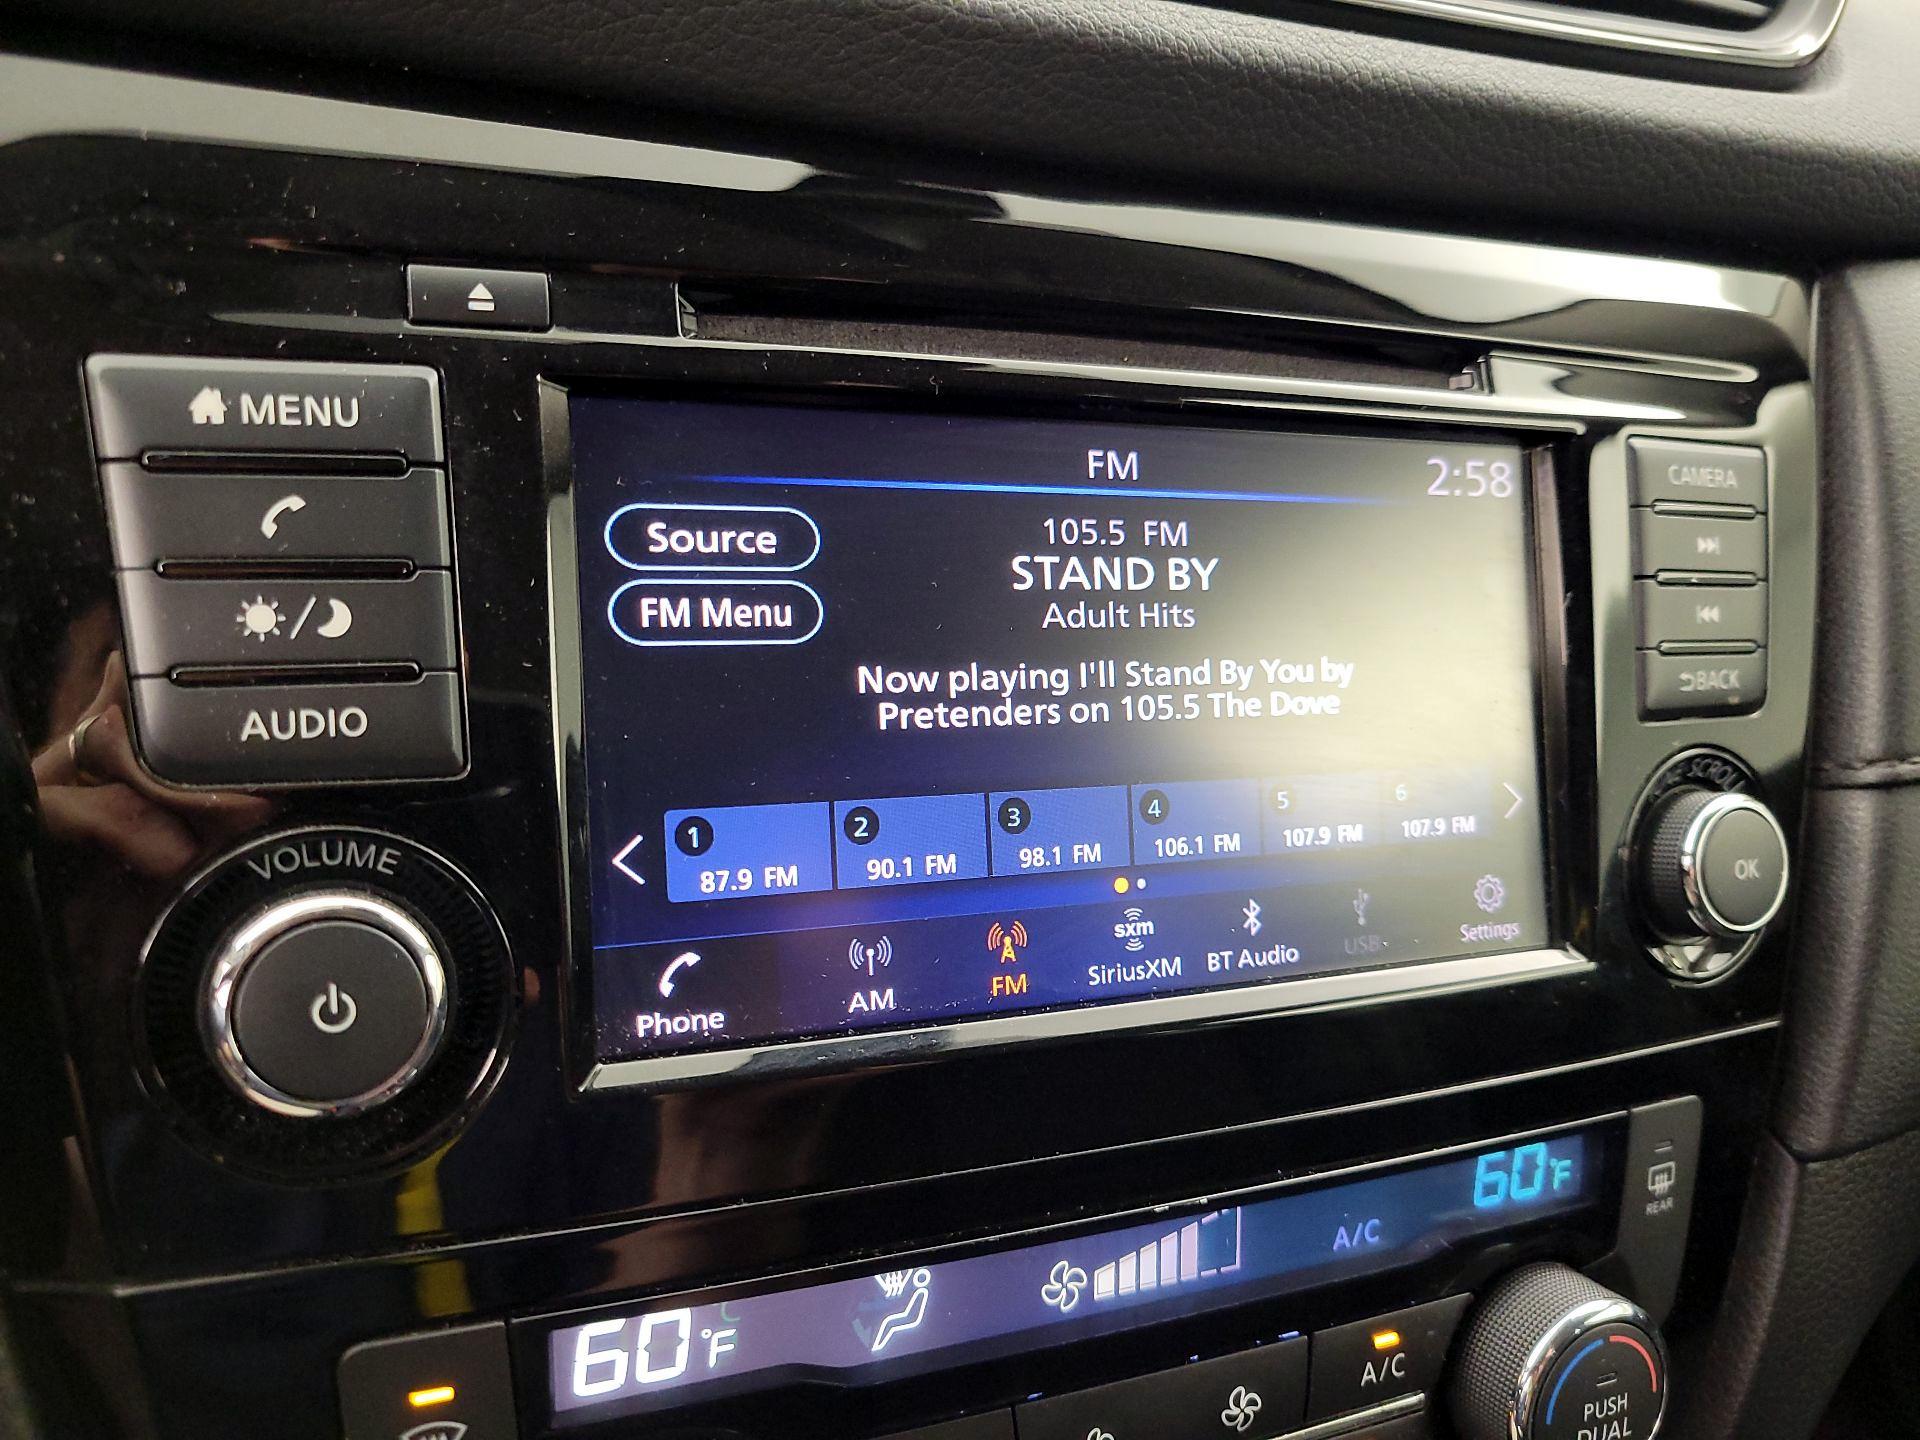 MENU
AUDIO
VOLUME
FM
2:58
Source
FM Menu
105.5 FM
STAND BY
Adult Hits
Now playing I'll Stand By You by
Pretenders on 105.5 The Dove
1
87.9 FM
2
90.1 FM
3
98.1 FM
4
106.1 FM
5
107.9 FM
6
107.9 FM
Phone
AM
FM
sxm
SiriusXM
BT Audio
USB
Settings
CAMERA
BACK
SCROLL
OK
60°F
A/C
60°F
REAR
A/C
PUSH
DUAL